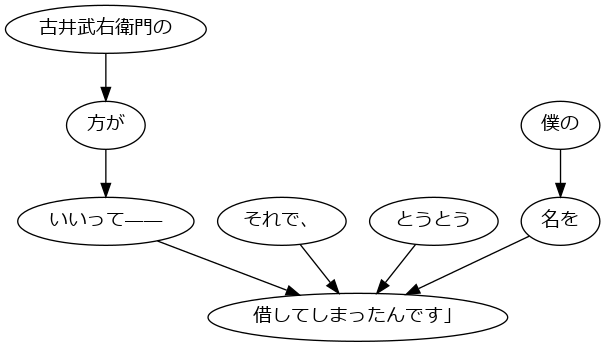 古井武右衛門の
方が
僕の
いいって――
それで、
とうとう
名を
借してしまったんです」